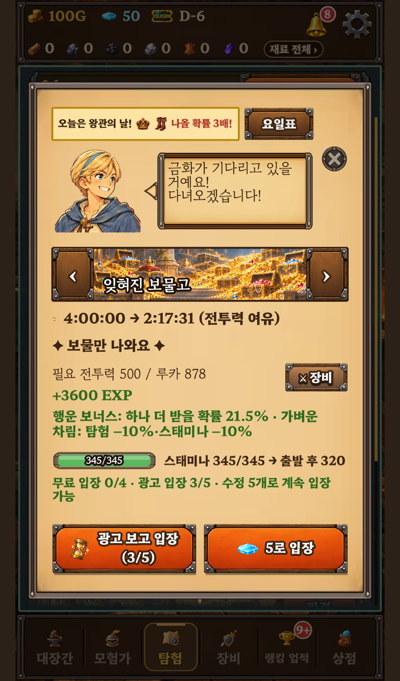 100G 50 D-6 8
0 0 0 0 0 0 재료 전체 ›
오늘은 왕관의 날! 나올 확률 3배! 요일표
금화가 기다리고 있을
거예요!
다녀오겠습니다!
잊혀진 보물고
4:00:00 → 2:17:31 (전투력 여유)
✦ 보물만 나와요 ✦
필요 전투력 500 / 루카 878
장비
+3600 EXP
행운 보너스: 하나 더 받을 확률 21.5% · 가벼운
차림: 탐험 −10%·스태미나 −10%
345/345 스태미나 345/345 → 출발 후 320
무료 입장 0/4 · 광고 입장 3/5 · 수정 5개로 계속 입장
가능
광고 보고 입장
(3/5)
5로 입장
대장간 모험가 탐험 장비 랭킹 업적 9+ 상점